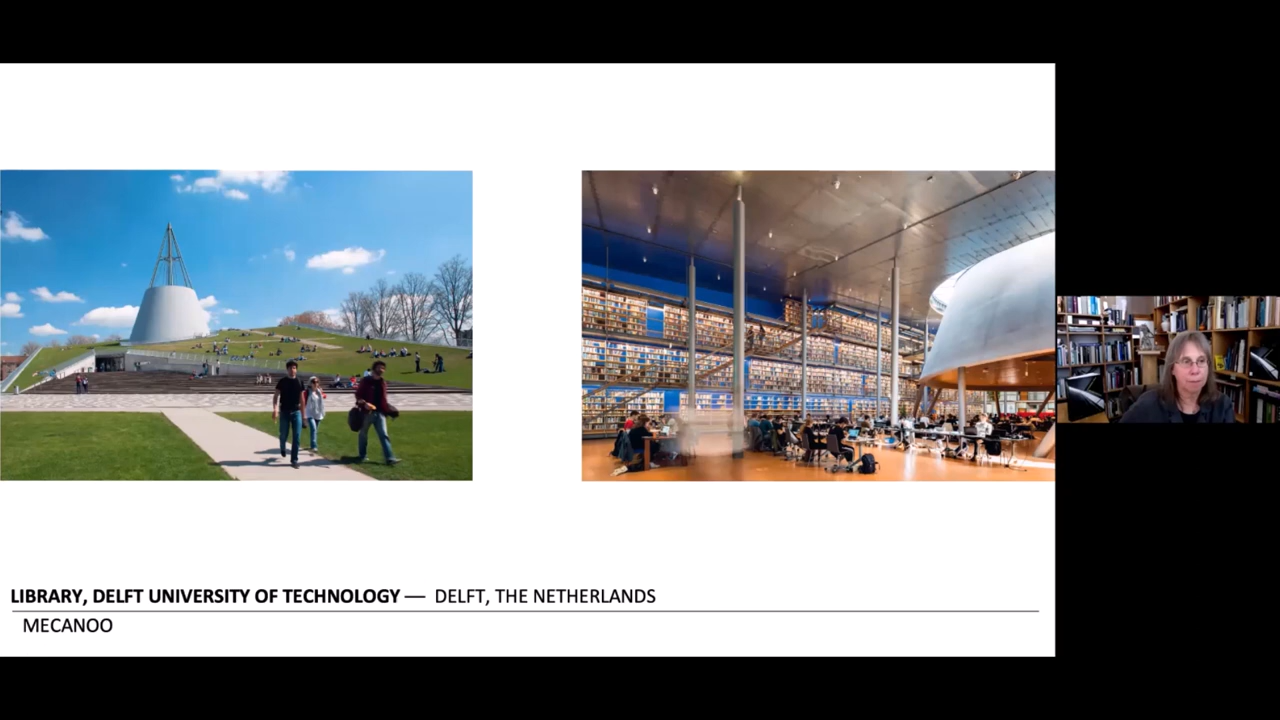 LIBRARY, DELFT UNIVERSITY OF TECHNOLOGY — DELFT, THE NETHERLANDS
MECANOO